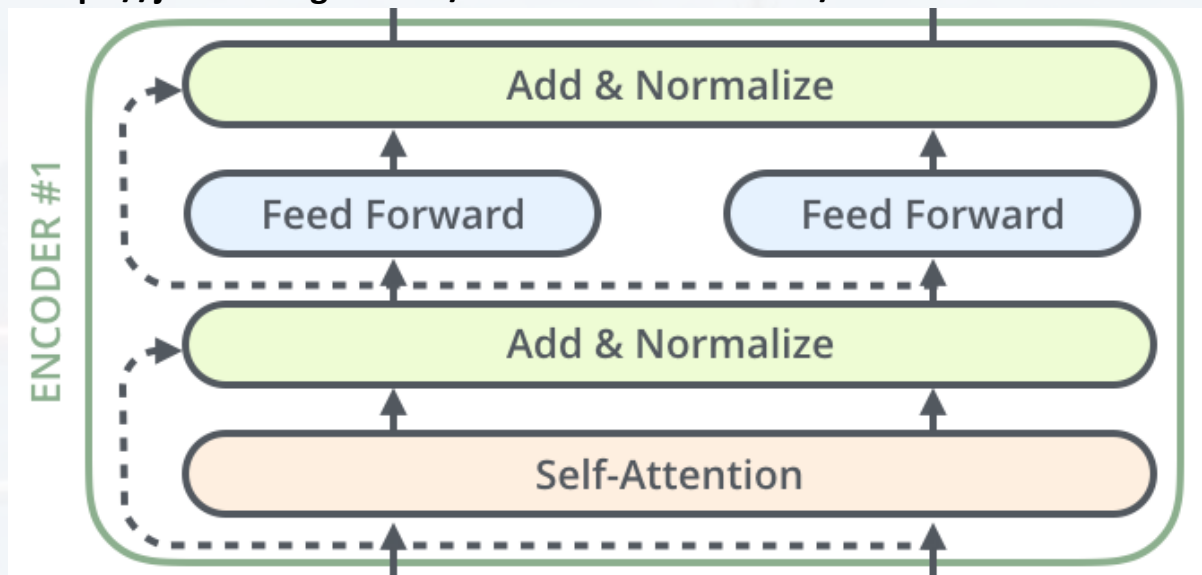 Add & Normalize
Feed Forward Feed Forward
Add & Normalize
Self-Attention
ENCODER #1